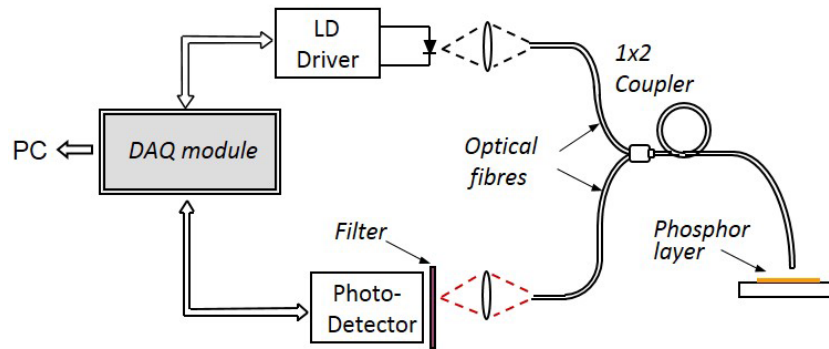 LD
Driver
1x2
Coupler
PC
DAQ module
Optical
fibres
Filter
Phosphor
layer
Photo-
Detector